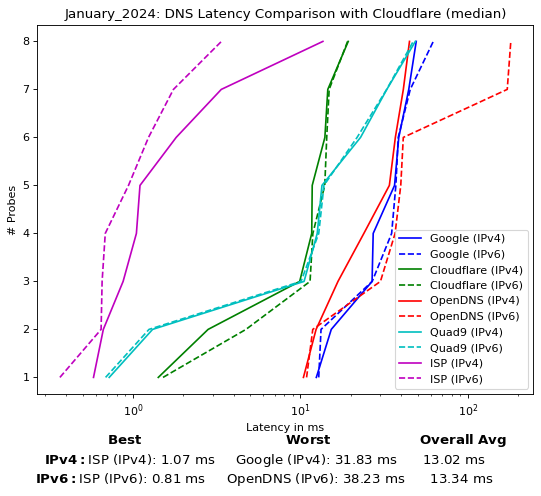 January_2024: DNS Latency Comparison with Cloudflare (median)
8
7
6
5
4
3
2
1
# Probes
Google (IPv4)
Google (IPv6)
Cloudflare (IPv4)
Cloudflare (IPv6)
OpenDNS (IPv4)
OpenDNS (IPv6)
Quad9 (IPv4)
Quad9 (IPv6)
ISP (IPv4)
ISP (IPv6)
10⁰ 10¹ 10²
Latency in ms
Best Worst Overall Avg
IPv4: ISP (IPv4): 1.07 ms Google (IPv4): 31.83 ms 13.02 ms
IPv6: ISP (IPv6): 0.81 ms OpenDNS (IPv6): 38.23 ms 13.34 ms